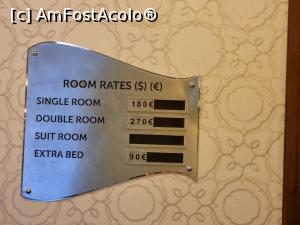 [c] AmFostAcolo®
ROOM RATES ($) (€)
SINGLE ROOM 180€
DOUBLE ROOM 270€
SUIT ROOM
EXTRA BED 90€